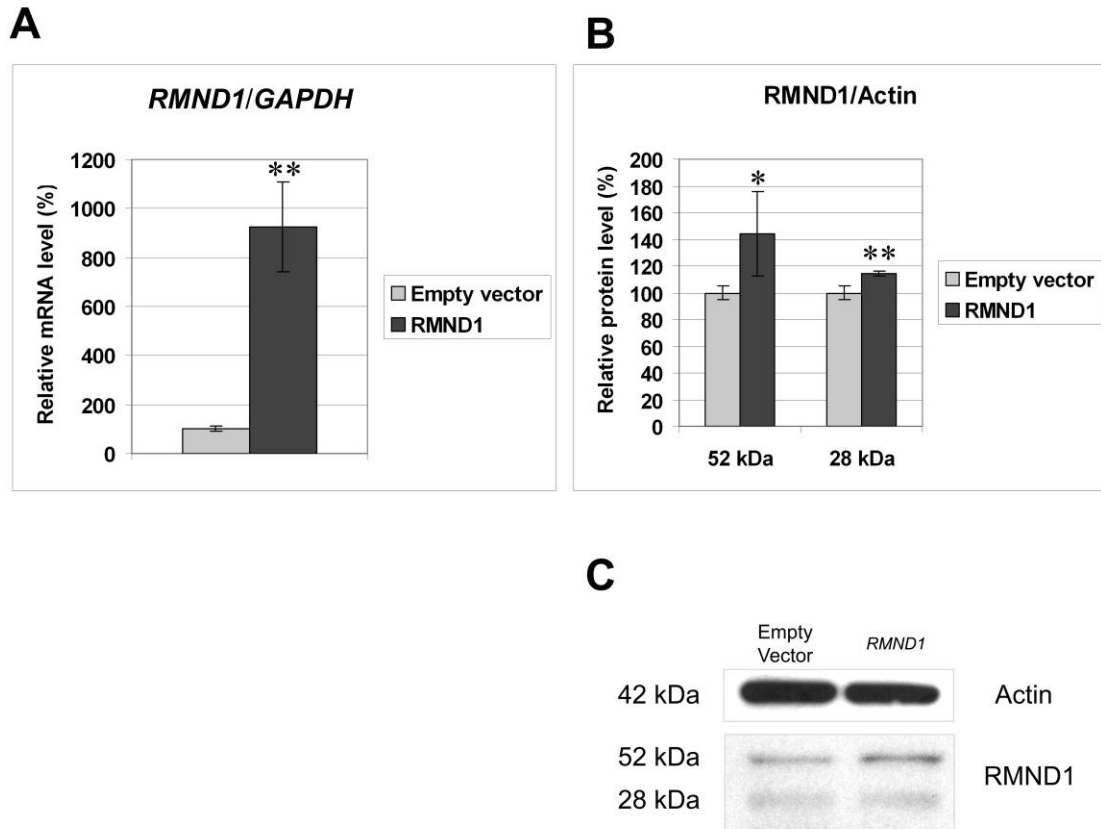 A
RMND1/GAPDH
Relative mRNA level (%)
1200
1000
800
600
400
200
0
**
Empty vector
RMND1
B
RMND1/Actin
Relative protein level (%)
200
180
160
140
120
100
80
60
40
20
0
*
**
52 kDa 28 kDa
Empty vector
RMND1
C
Empty
Vector
RMND1
42 kDa Actin
52 kDa
RMND1
28 kDa